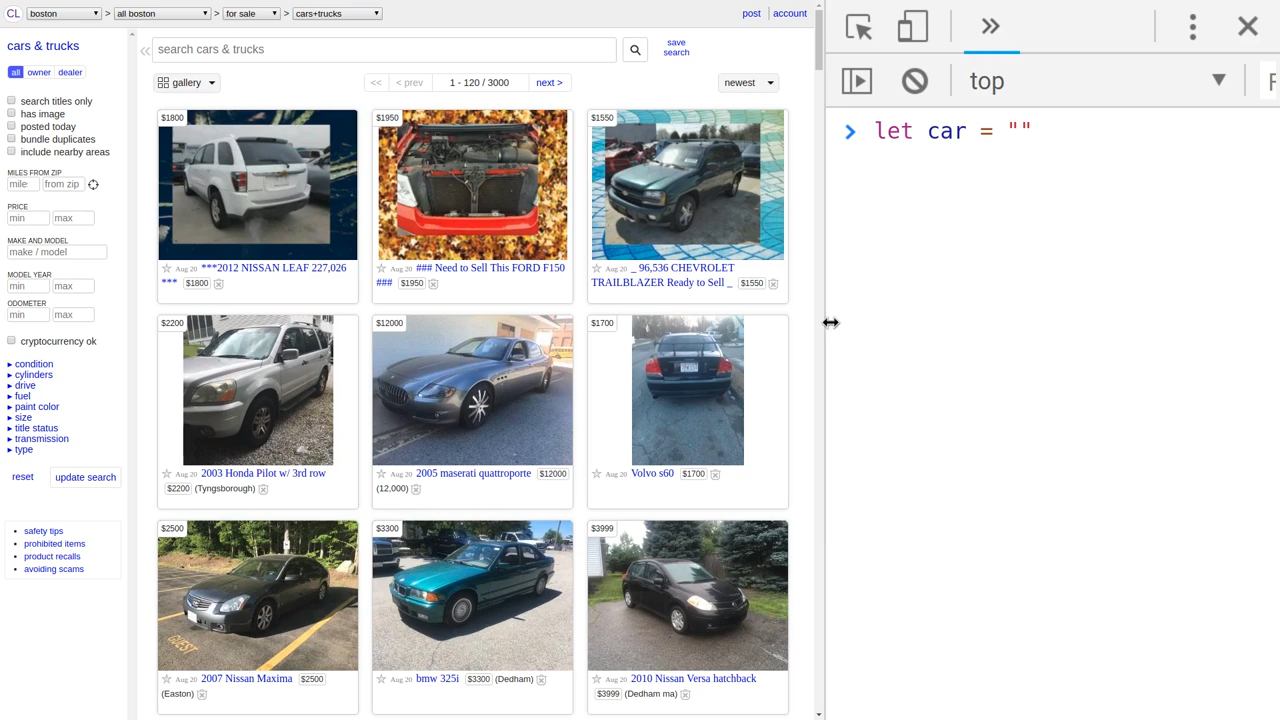 CL boston > all boston > for sale > cars+trucks post account
cars & trucks
all owner dealer
search titles only
has image
posted today
bundle duplicates
include nearby areas
MILES FROM ZIP
mile from zip
PRICE
min max
MAKE AND MODEL
make / model
MODEL YEAR
min max
ODOMETER
min max
cryptocurrency ok
▸ condition
▸ cylinders
▸ drive
▸ fuel
▸ paint color
▸ size
▸ title status
▸ transmission
▸ type
reset update search
• safety tips
• prohibited items
• product recalls
• avoiding scams
« search cars & trucks
save
search
gallery << < prev 1 - 120 / 3000 next > newest
$1800
Aug 20 ***2012 NISSAN LEAF 227,026
*** $1800
$1950
Aug 20 ### Need to Sell This FORD F150
### $1950
$1550
Aug 20 _ 96,536 CHEVROLET
TRAILBLAZER Ready to Sell _ $1550
$2200
Aug 20 2003 Honda Pilot w/ 3rd row
$2200 (Tyngsborough)
$12000
Aug 20 2005 maserati quattroporte $12000
(12,000)
$1700
Aug 20 Volvo s60 $1700
$2500
GUEST
Aug 20 2007 Nissan Maxima $2500
(Easton)
$3300
Aug 20 bmw 325i $3300 (Dedham)
$3999
Aug 20 2010 Nissan Versa hatchback
$3999 (Dedham ma)
top
let car = ""